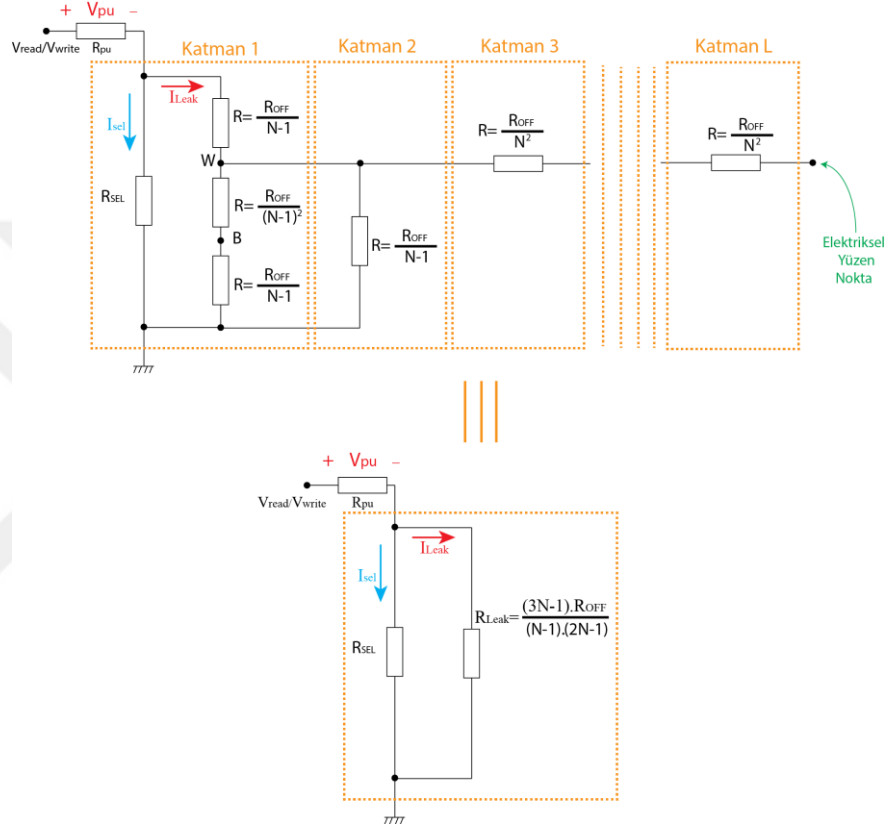 + Vpu −
Vread/Vwrite Rpu
Katman 1
Katman 2
Katman 3
Katman L
ILeak
Isel
R= ROFF
N-1
W
R= ROFF
(N-1)²
B
R= ROFF
N-1
RSEL
R= ROFF
N-1
R= ROFF
N²
R= ROFF
N²
Elektriksel
Yüzen
Nokta
+ Vpu −
Vread/Vwrite Rpu
ILeak
Isel
RSEL
RLeak= (3N-1).ROFF
(N-1).(2N-1)